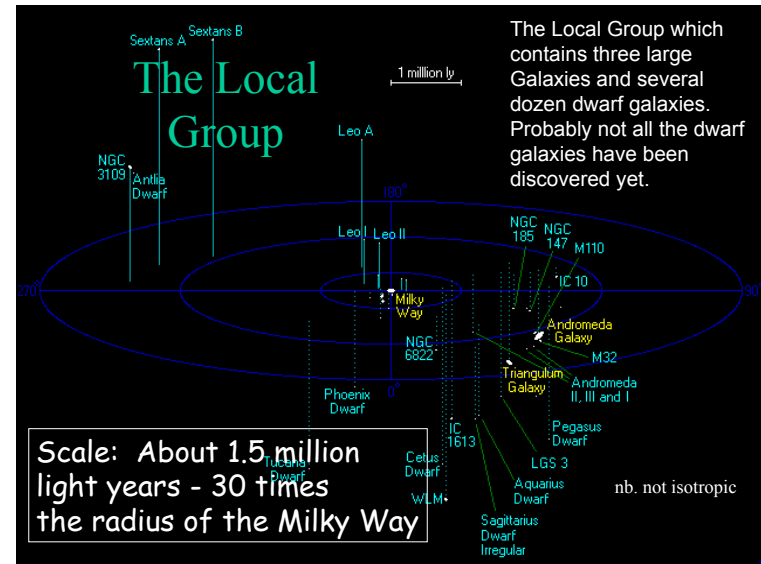 The Local
Group
The Local Group which
contains three large
Galaxies and several
dozen dwarf galaxies.
Probably not all the dwarf
galaxies have been
discovered yet.
1 milllion ly
Sextans A
Sextans B
NGC
3109
Antlia
Dwarf
Leo A
Leo I
Leo II
180°
270°
90°
0°
Milky
Way
NGC
185
NGC
147
M110
IC 10
Andromeda
Galaxy
M32
Andromeda
II, III and I
Triangulum
Galaxy
NGC
6822
Phoenix
Dwarf
Tucana
Dwarf
Cetus
Dwarf
WLM
IC
1613
Pegasus
Dwarf
LGS 3
Aquarius
Dwarf
Sagittarius
Dwarf
Irregular
Scale: About 1.5 million
light years - 30 times
the radius of the Milky Way
nb. not isotropic